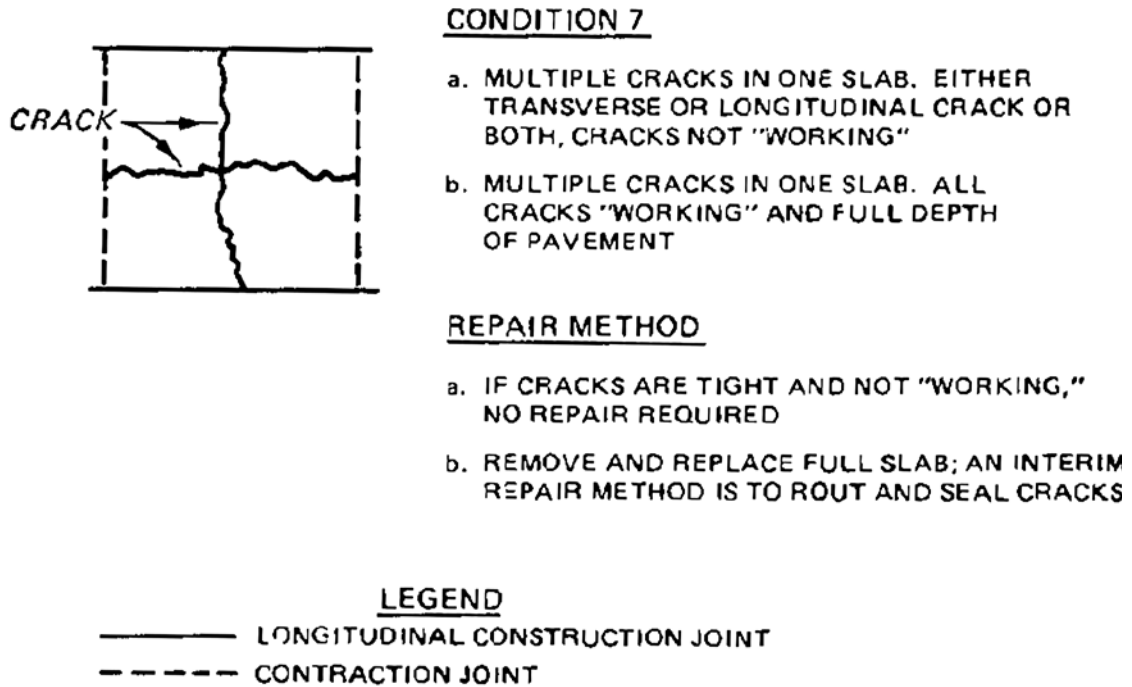 CONDITION 7
a. MULTIPLE CRACKS IN ONE SLAB. EITHER
TRANSVERSE OR LONGITUDINAL CRACK OR
BOTH, CRACKS NOT "WORKING"
b. MULTIPLE CRACKS IN ONE SLAB. ALL
CRACKS "WORKING" AND FULL DEPTH
OF PAVEMENT
CRACK
REPAIR METHOD
a. IF CRACKS ARE TIGHT AND NOT "WORKING,"
NO REPAIR REQUIRED
b. REMOVE AND REPLACE FULL SLAB; AN INTERIM
REPAIR METHOD IS TO ROUT AND SEAL CRACKS
LEGEND
LONGITUDINAL CONSTRUCTION JOINT
CONTRACTION JOINT